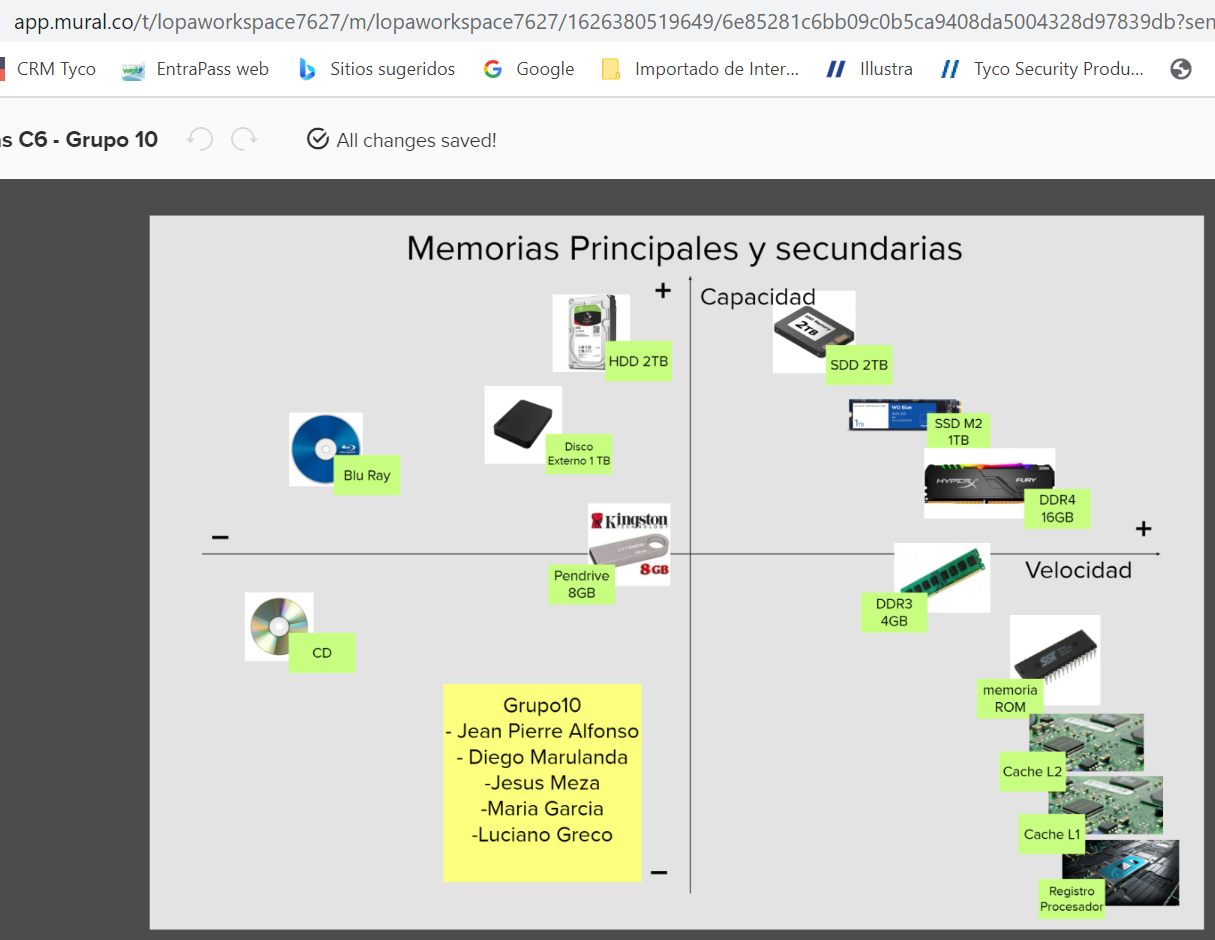 app.mural.co/t/lopaworkspace7627/m/lopaworkspace7627/1626380519649/6e85281c6bb09c0b5ca9408da5004328d97839db?sen
CRM Tyco
EntraPass web
Sitios sugeridos
Google
Importado de Inter...
Illustra
Tyco Security Produ...
s C6 - Grupo 10
All changes saved!
Memorias Principales y secundarias
+
Capacidad
2TB
HDD 2TB
SDD 2TB
WD Blue
1TB
SSD M2
1TB
Disco
Externo 1 TB
Blu Ray
HYPERX
FURY
DDR4
16GB
Kingston
TECHNOLOGY
8GB
Pendrive
8GB
−
+
Velocidad
DDR3
4GB
CD
memoria
ROM
Grupo10
- Jean Pierre Alfonso
- Diego Marulanda
-Jesus Meza
-Maria Garcia
-Luciano Greco
Cache L2
Cache L1
−
Registro
Procesador